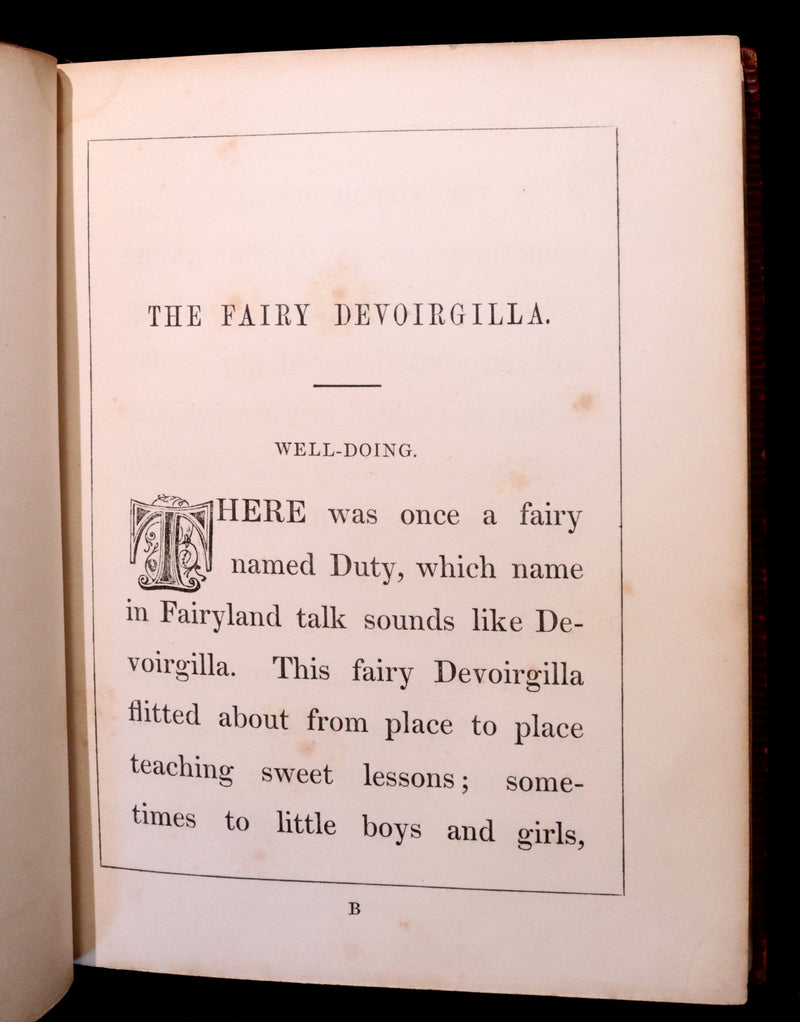 THE FAIRY DEVOIRGILLA.
WELL-DOING.
THERE was once a fairy
named Duty, which name
in Fairyland talk sounds like De-
voirgilla. This fairy Devoirgilla
flitted about from place to place
teaching sweet lessons; some-
times to little boys and girls,
B